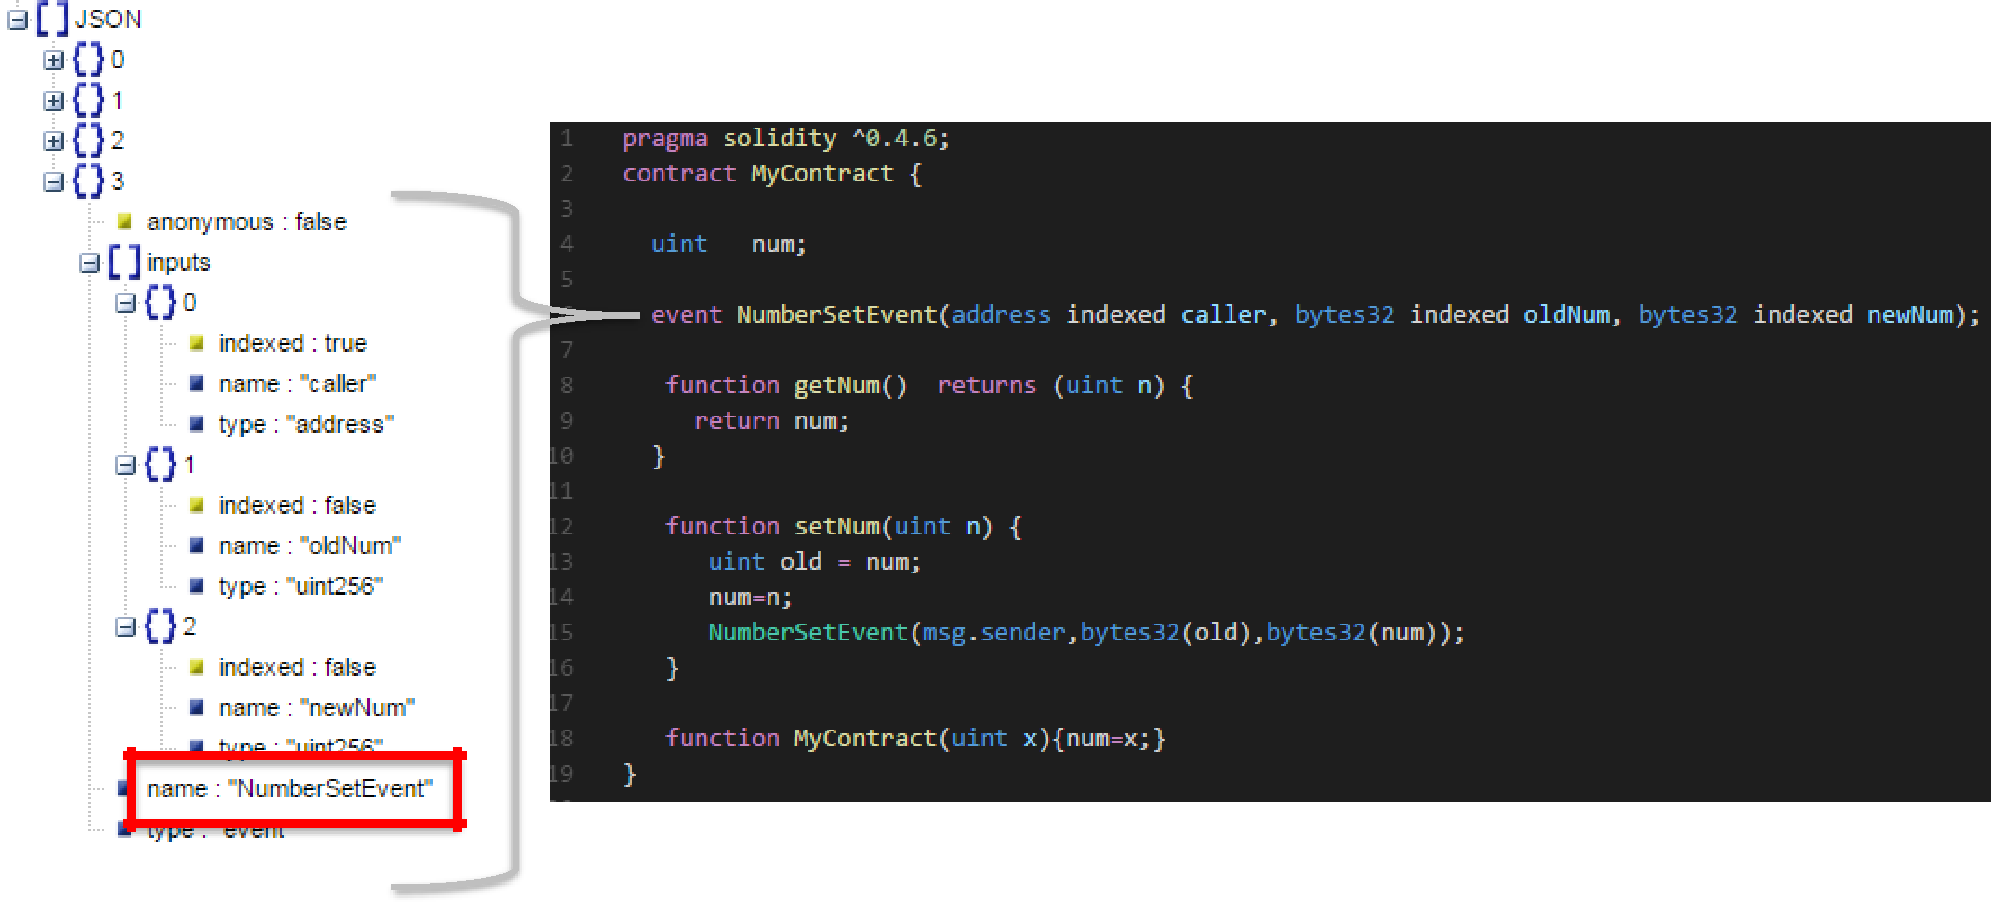 JSON
0
1
2
3
anonymous : false
inputs
0
indexed : true
name : "caller"
type : "address"
1
indexed : false
name : "oldNum"
type : "uint256"
2
indexed : false
name : "newNum"
type : "uint256"
name : "NumberSetEvent"
type : "event"
1 pragma solidity ^0.4.6;
2 contract MyContract {
3
4 uint num;
5
event NumberSetEvent(address indexed caller, bytes32 indexed oldNum, bytes32 indexed newNum);
7
8 function getNum() returns (uint n) {
9 return num;
10 }
11
12 function setNum(uint n) {
13 uint old = num;
14 num=n;
15 NumberSetEvent(msg.sender,bytes32(old),bytes32(num));
16 }
17
18 function MyContract(uint x){num=x;}
19 }